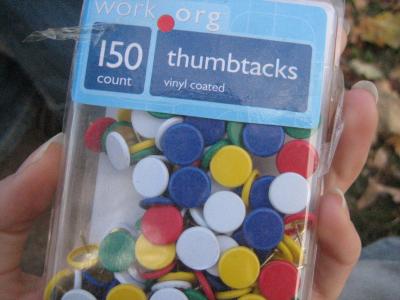 work.org
150
count
thumbtacks
vinyl coated